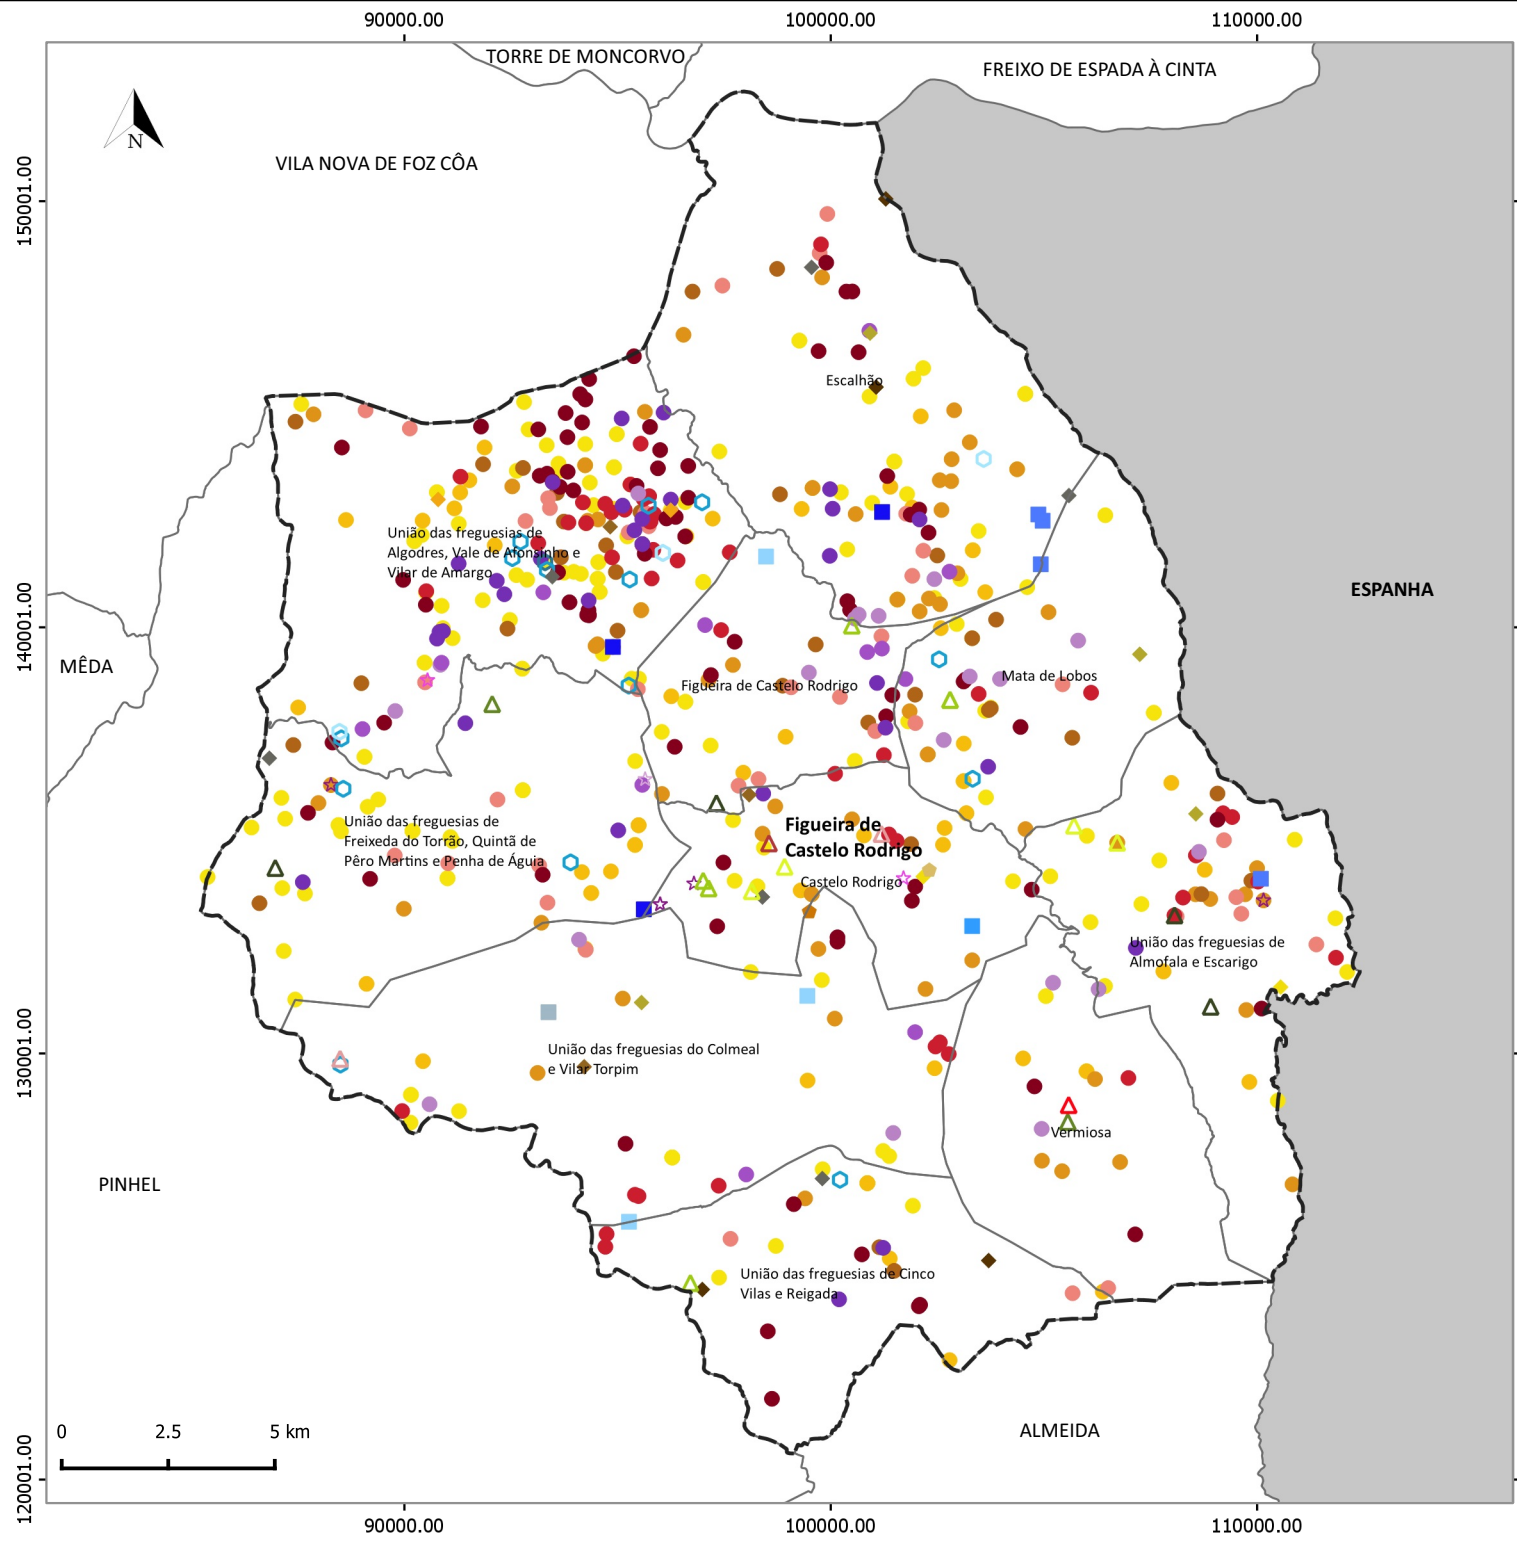 90000.00
100000.00
110000.00
TORRE DE MONCORVO
FREIXO DE ESPADA À CINTA
N
VILA NOVA DE FOZ CÔA
150001.00
Escalhão
União das freguesias de
Algodres, Vale de Afonsinho e
Vilar de Amargo
ESPANHA
140001.00
MÊDA
Figueira de Castelo Rodrigo
Mata de Lobos
União das freguesias de
Freixeda do Torrão, Quintã de
Pêro Martins e Penha de Águia
Figueira de
Castelo Rodrigo
Castelo Rodrigo
União das freguesias de
Almofala e Escarigo
130001.00
União das freguesias do Colmeal
e Vilar Torpim
Vermiosa
PINHEL
União das freguesias de Cinco
Vilas e Reigada
0
2.5
5 km
ALMEIDA
120001.00
90000.00
100000.00
110000.00